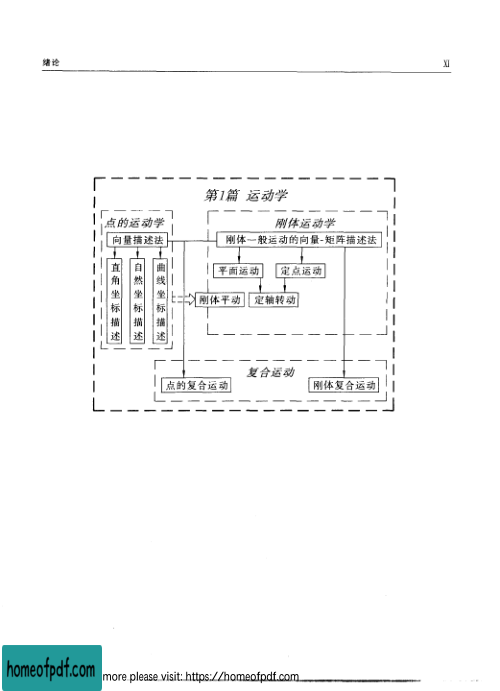 绪论
XI
第1篇 运动学
点的运动学
刚体运动学
向量描述法
刚体一般运动的向量-矩阵描述法
直角坐标描述
自然坐标描述
曲线坐标描述
平面运动
定点运动
刚体平动
定轴转动
复合运动
点的复合运动
刚体复合运动
homeofpdf.com
more please visit: https://homeofpdf.com